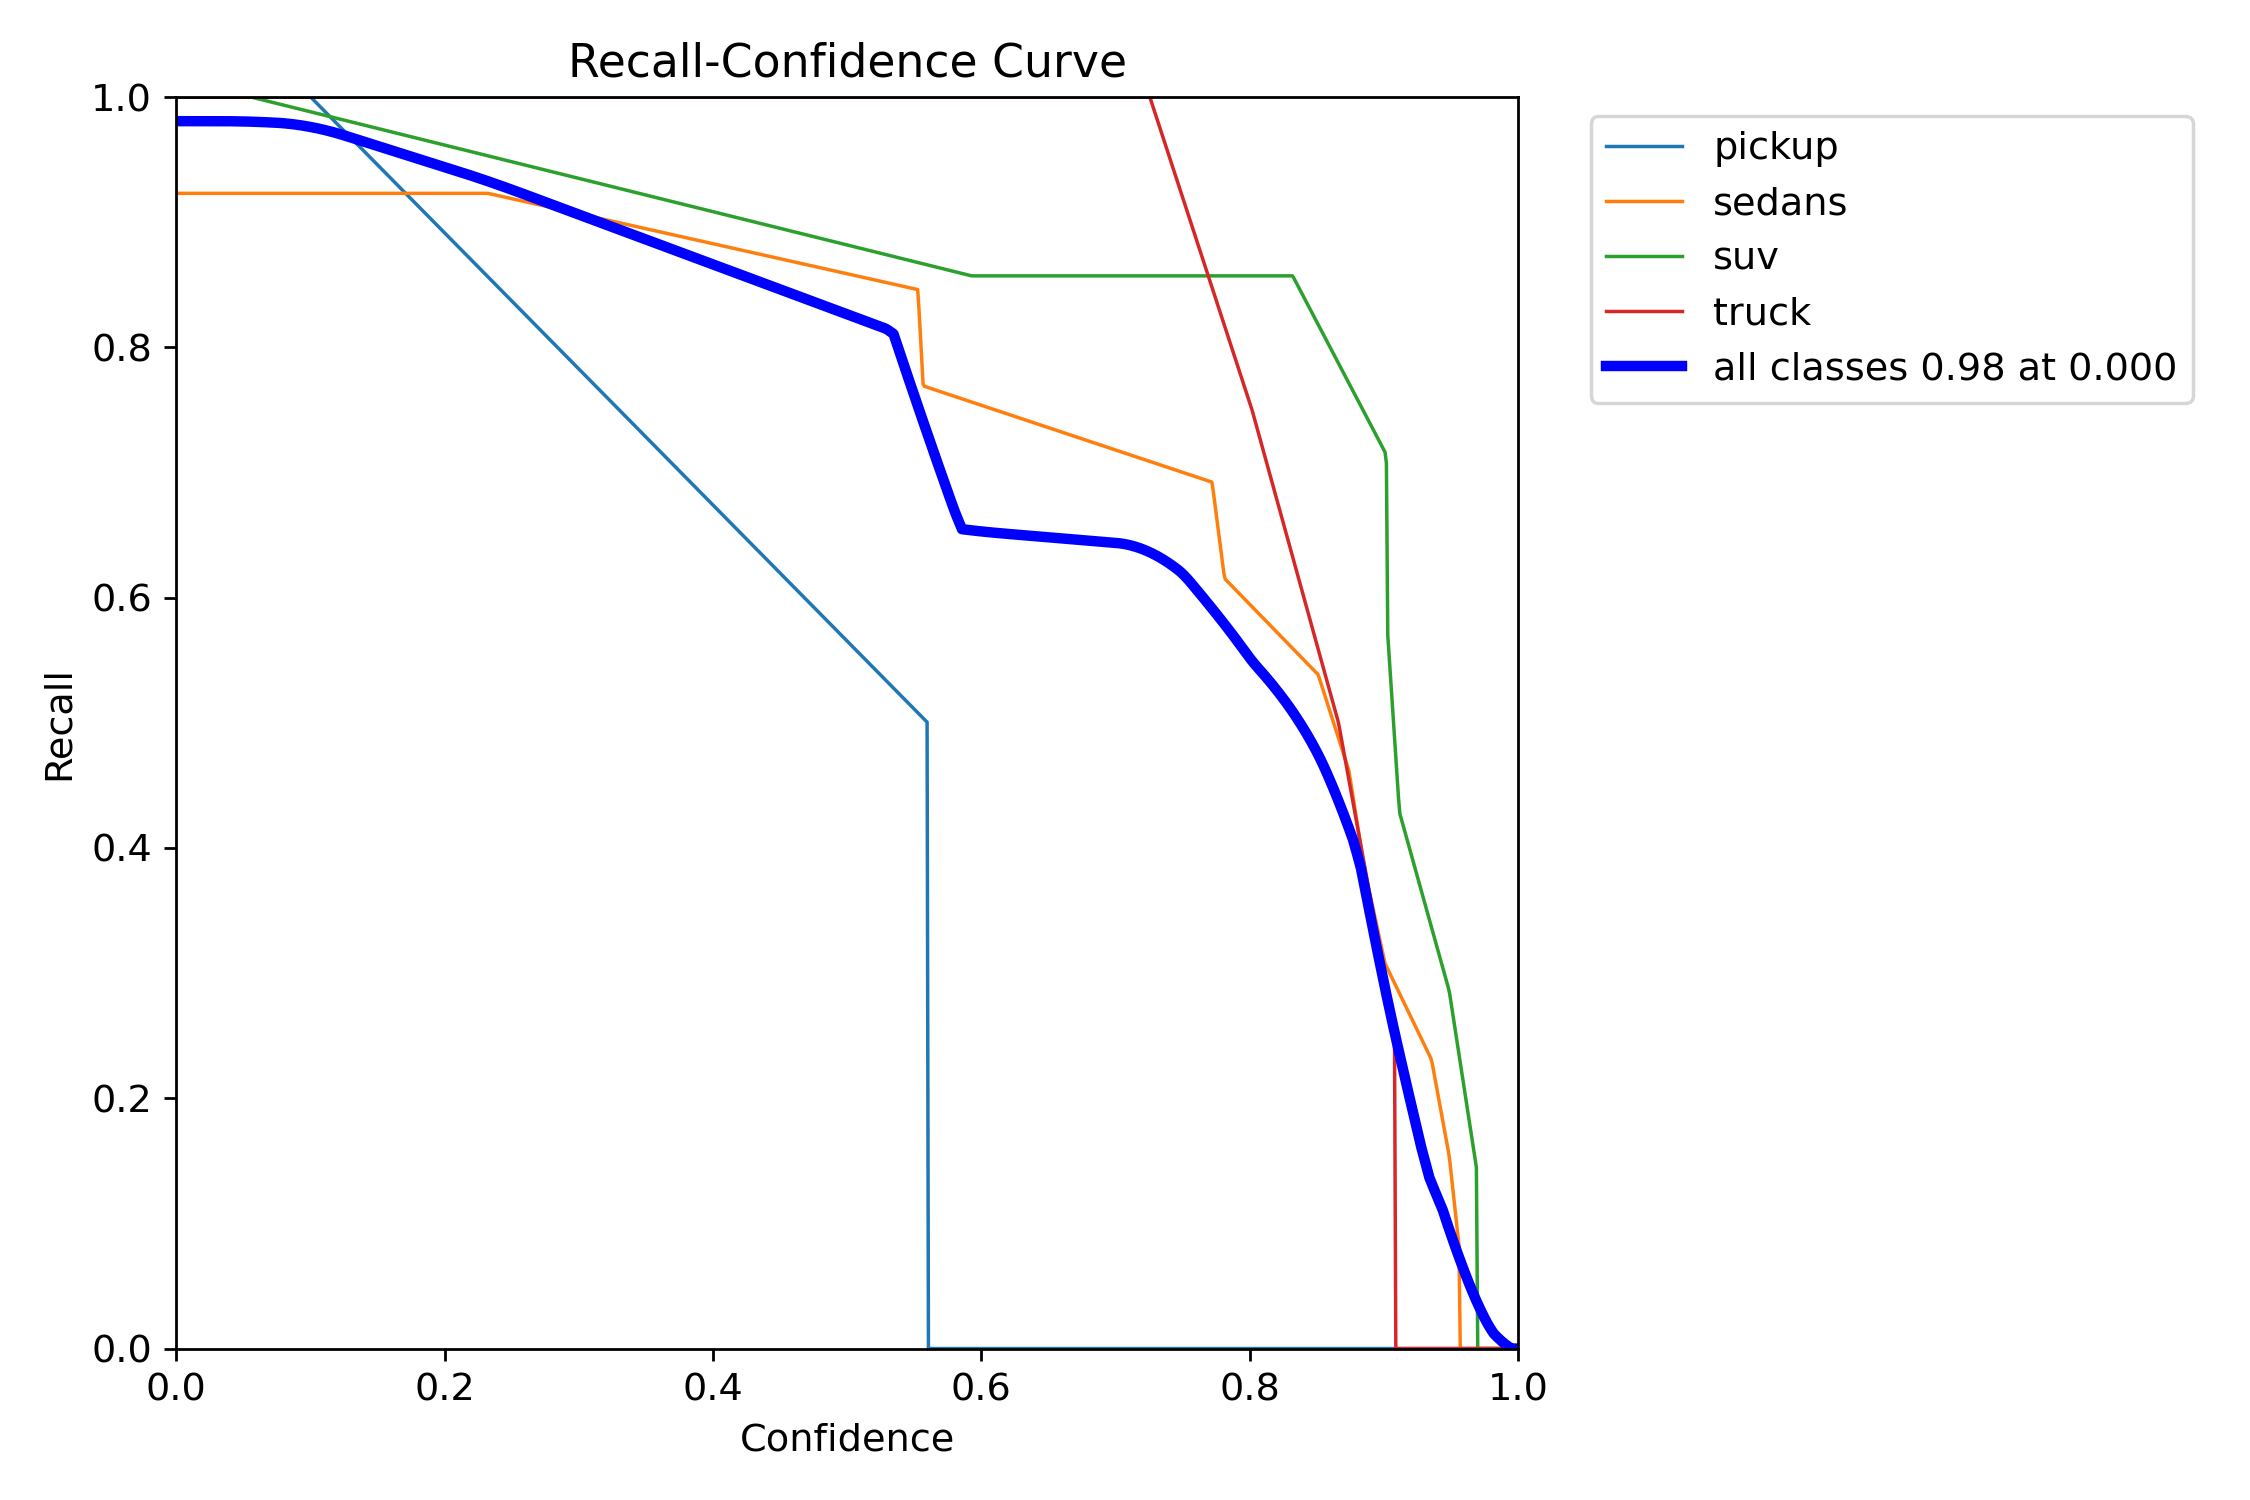 Recall-Confidence Curve
1.0
0.8
0.6
0.4
0.2
0.0
Recall
0.0 0.2 0.4 0.6 0.8 1.0
Confidence
pickup
sedans
suv
truck
all classes 0.98 at 0.000